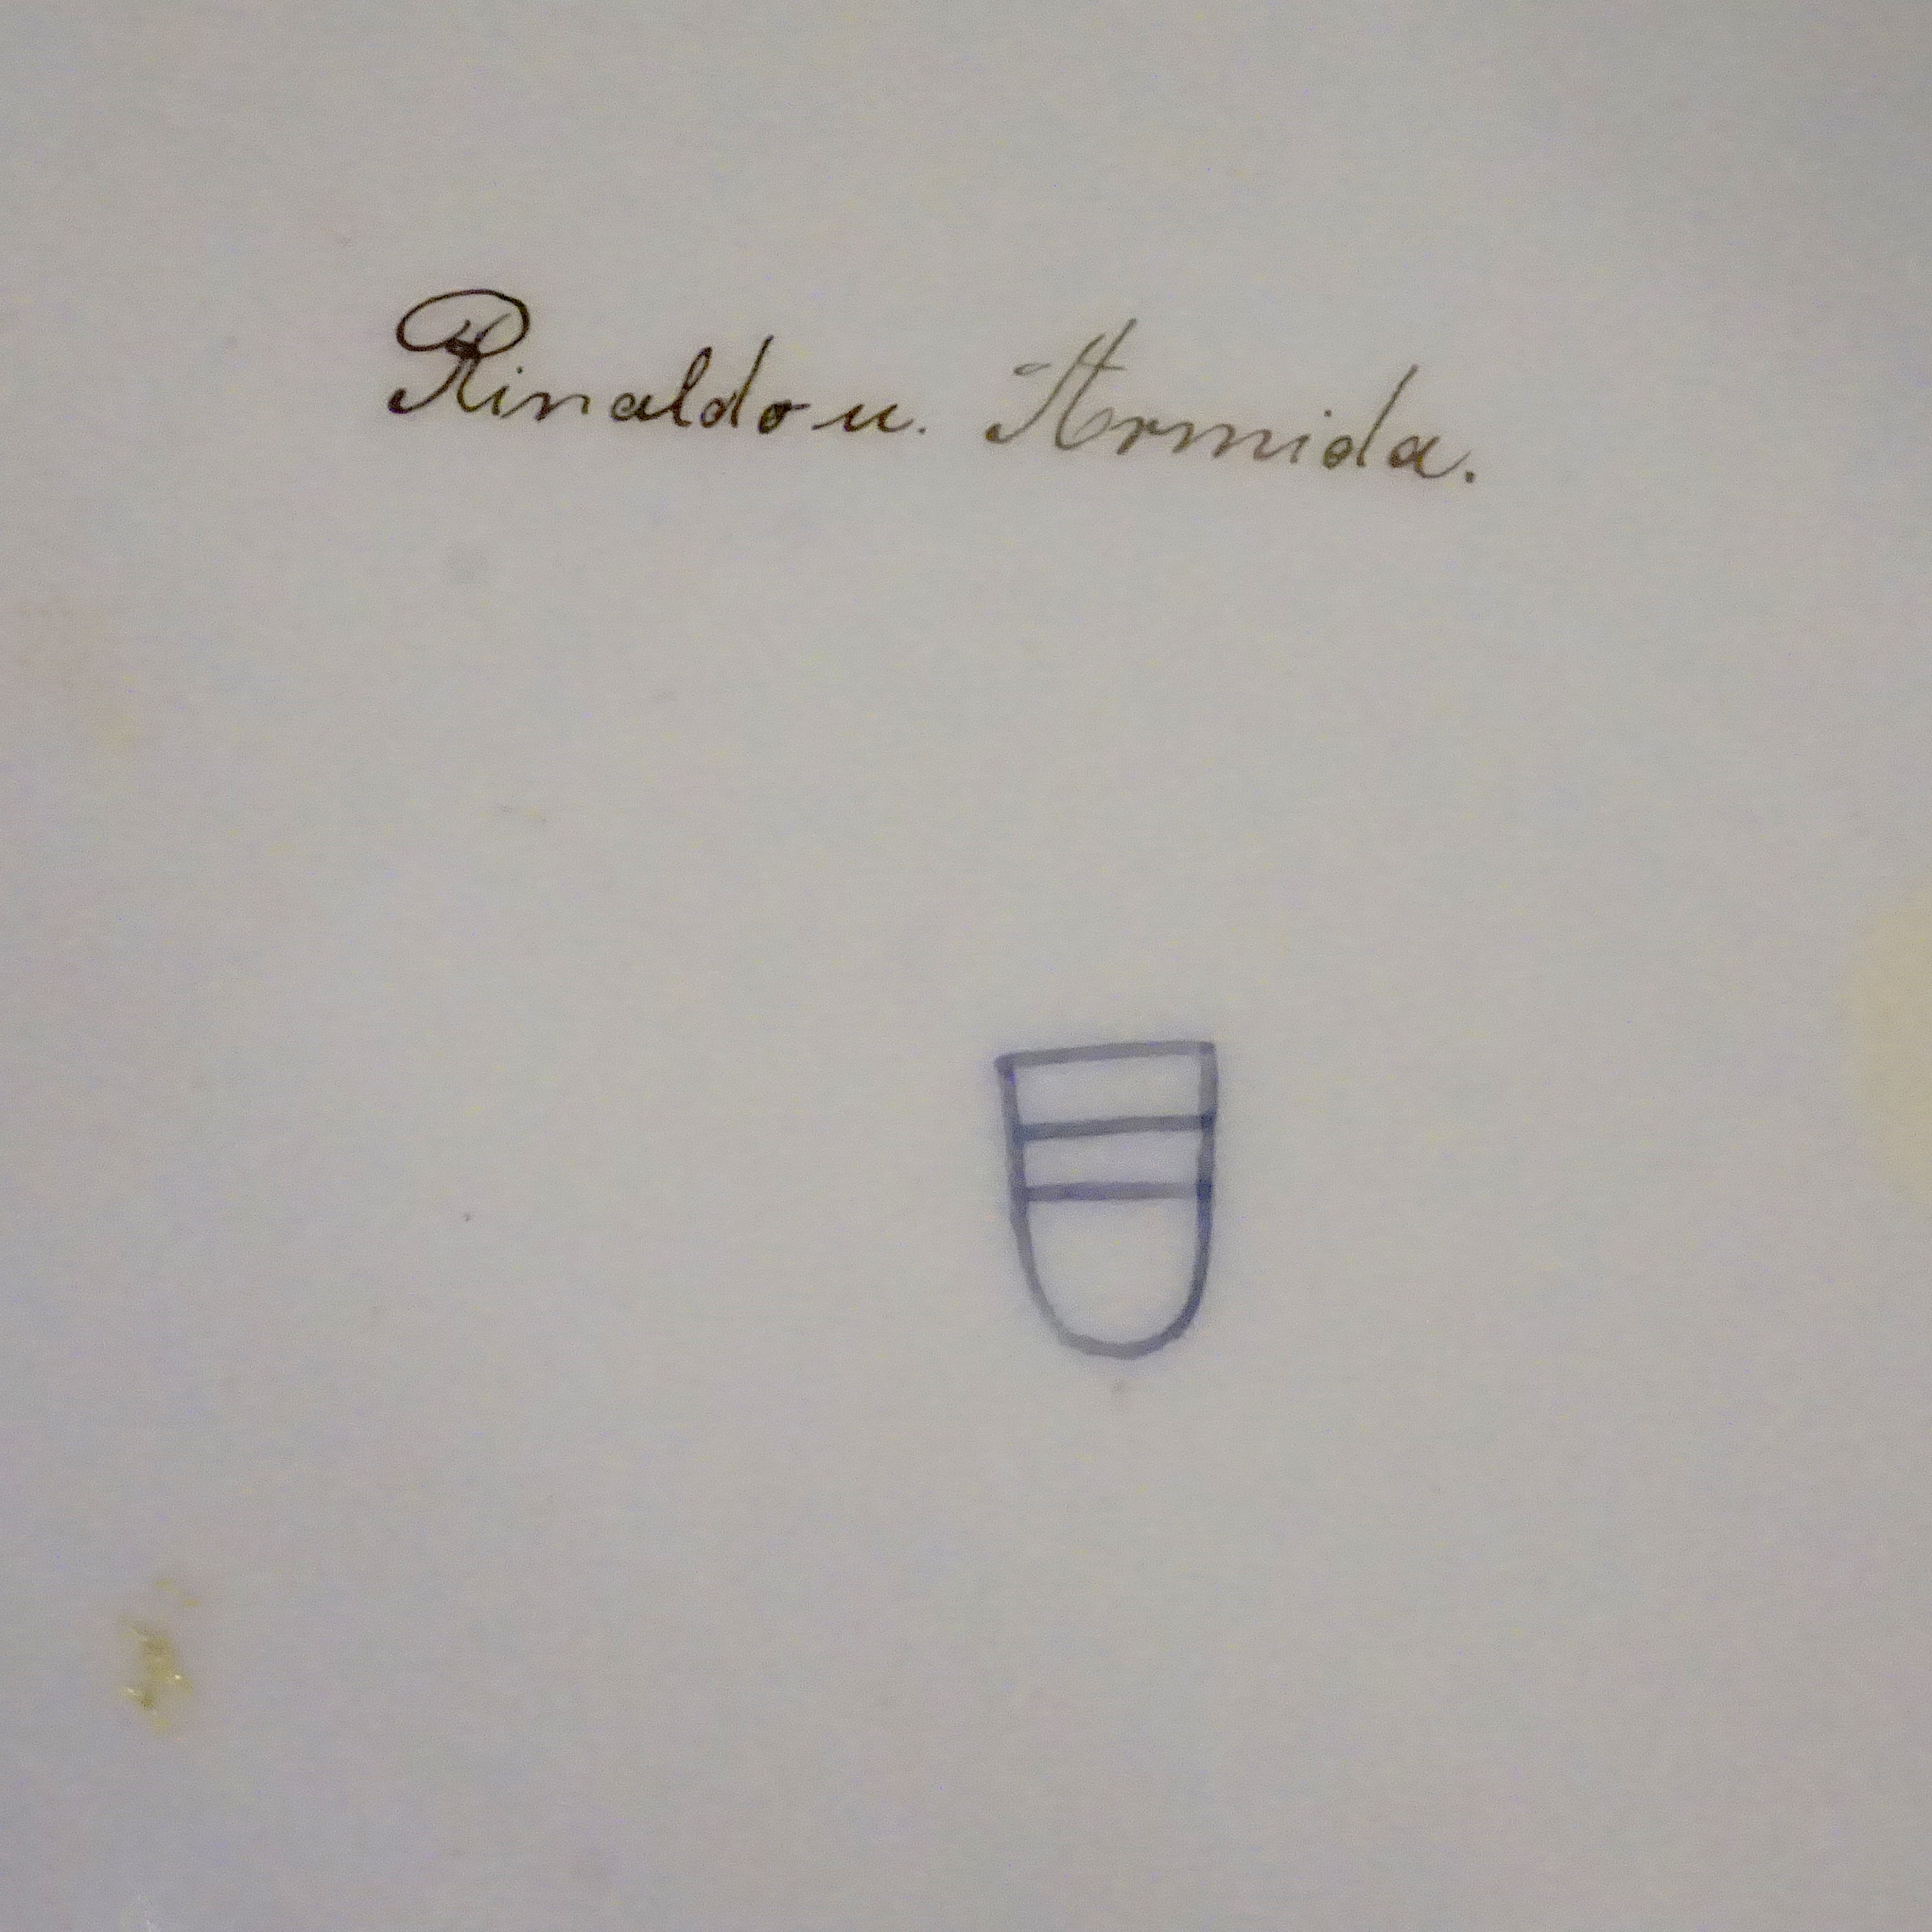 Rinaldo u. Armida.